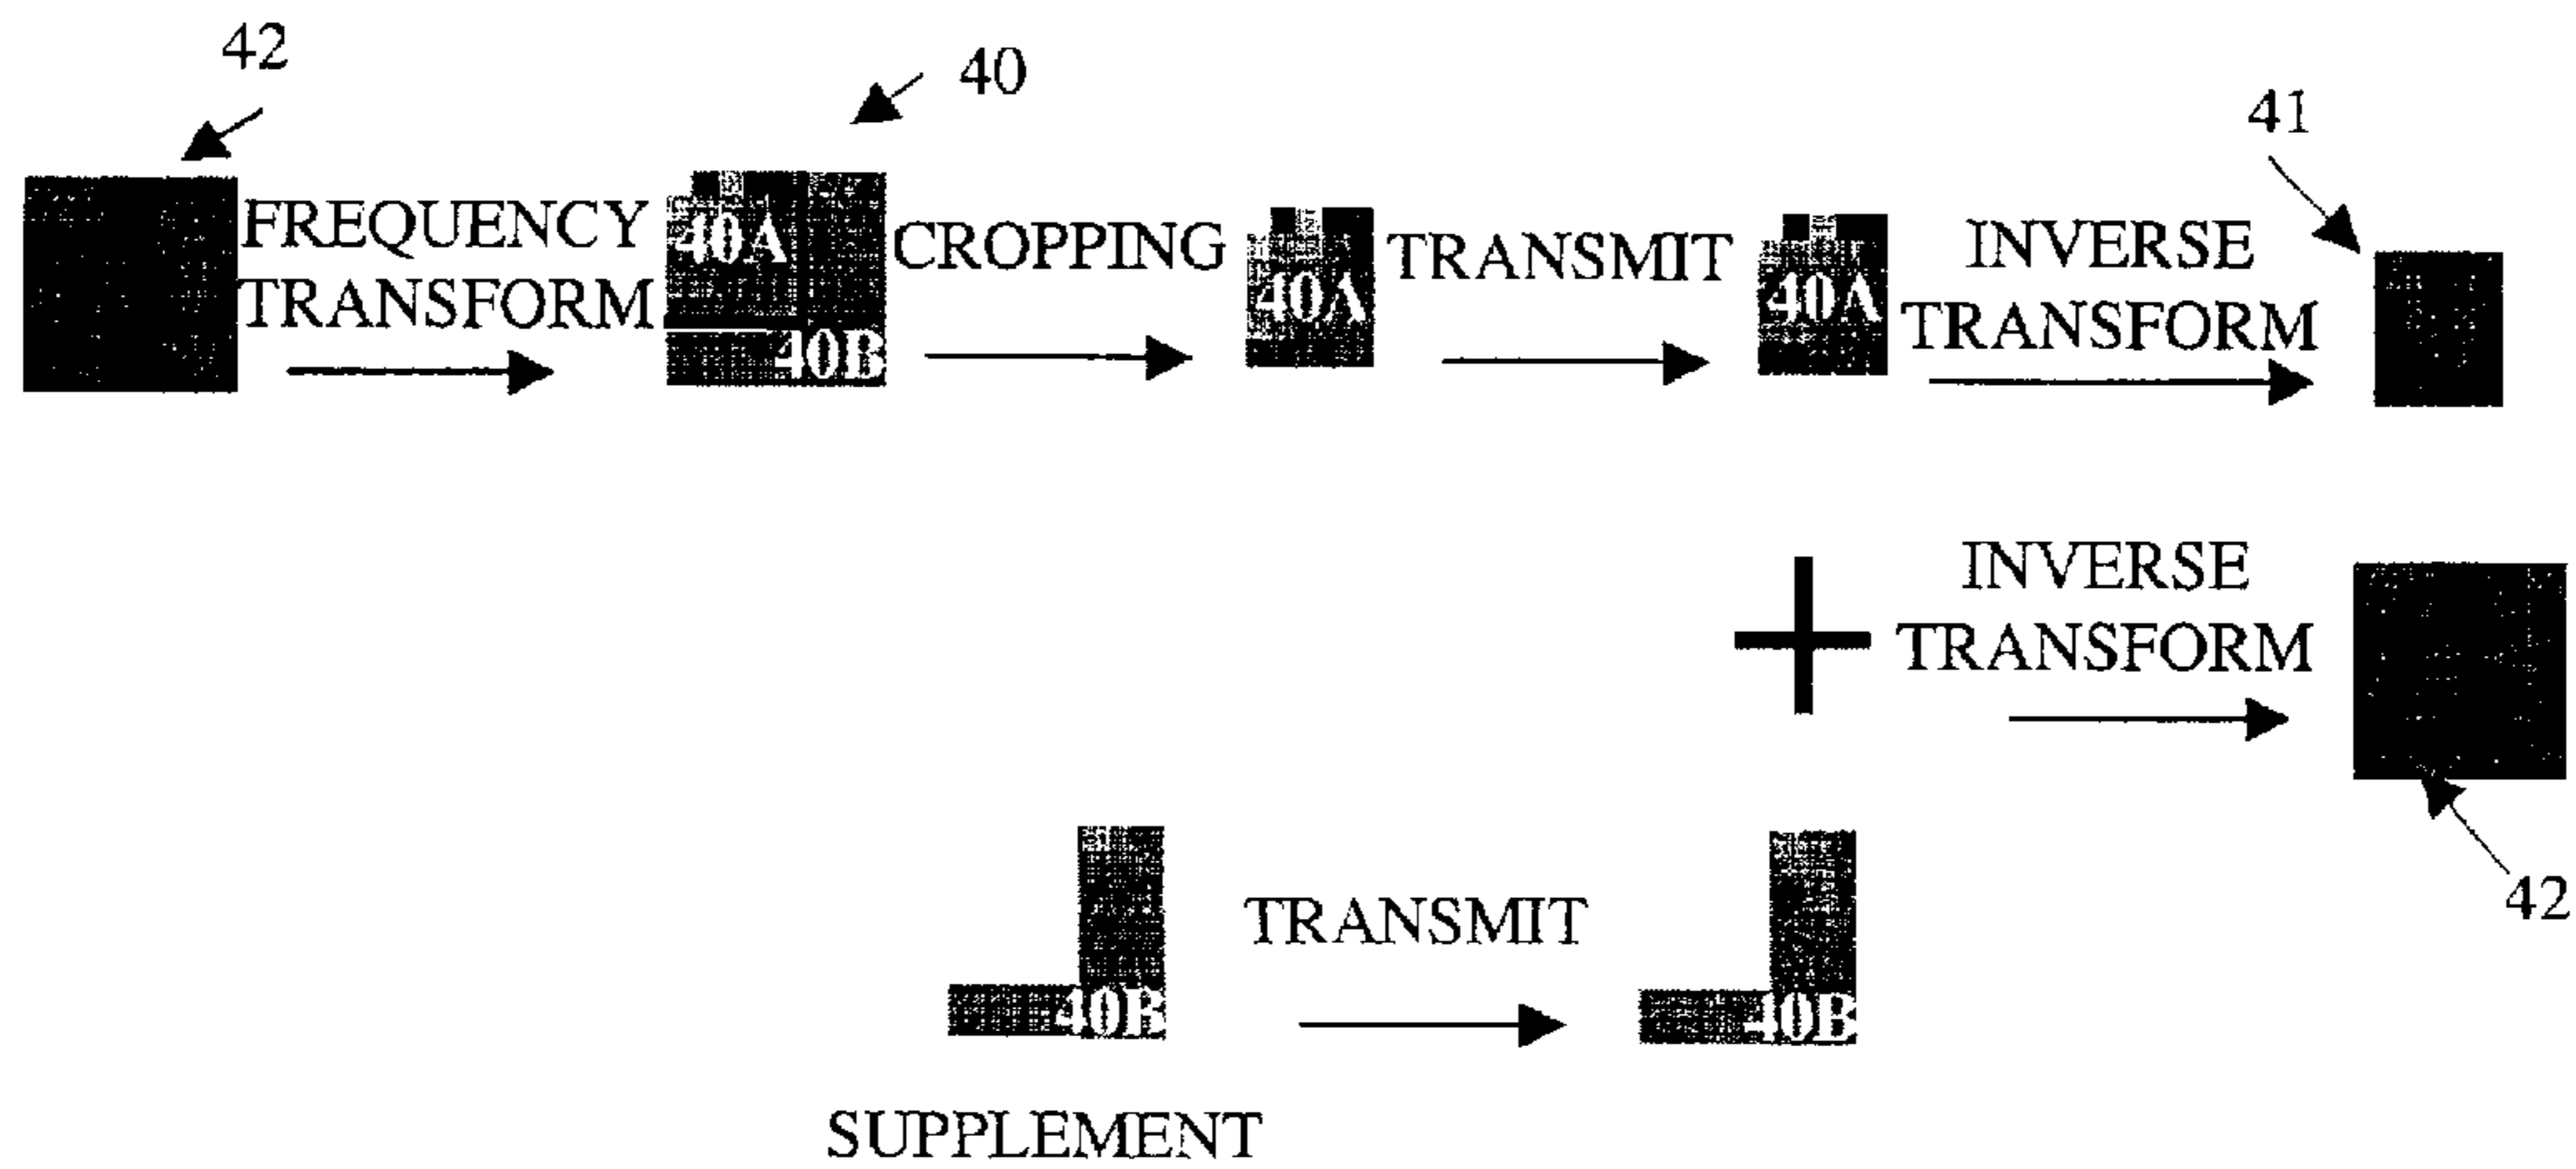 42
40
41
FREQUENCY
TRANSFORM
40A
40B
CROPPING
40A
TRANSMIT
40A
INVERSE
TRANSFORM
INVERSE
TRANSFORM
42
40B
TRANSMIT
40B
SUPPLEMENT